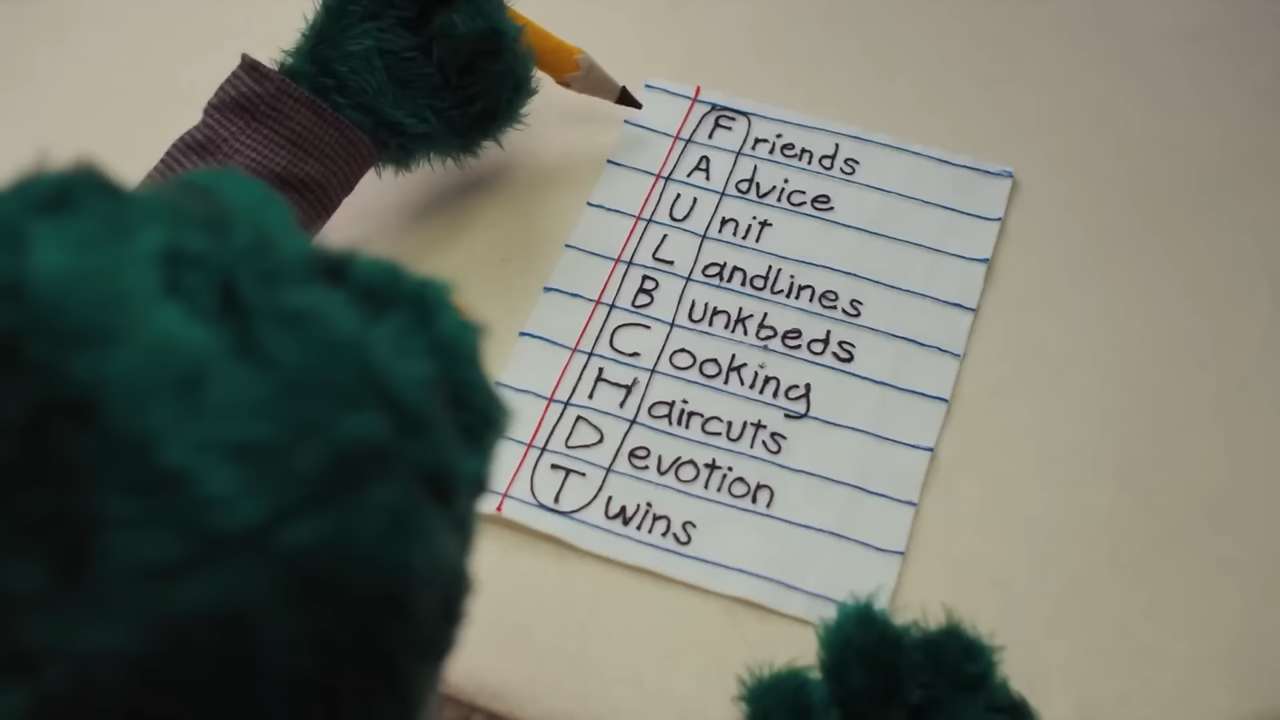 Friends
Advice
Unit
Landlines
Bunkbeds
Cooking
Haircuts
Devotion
Twins